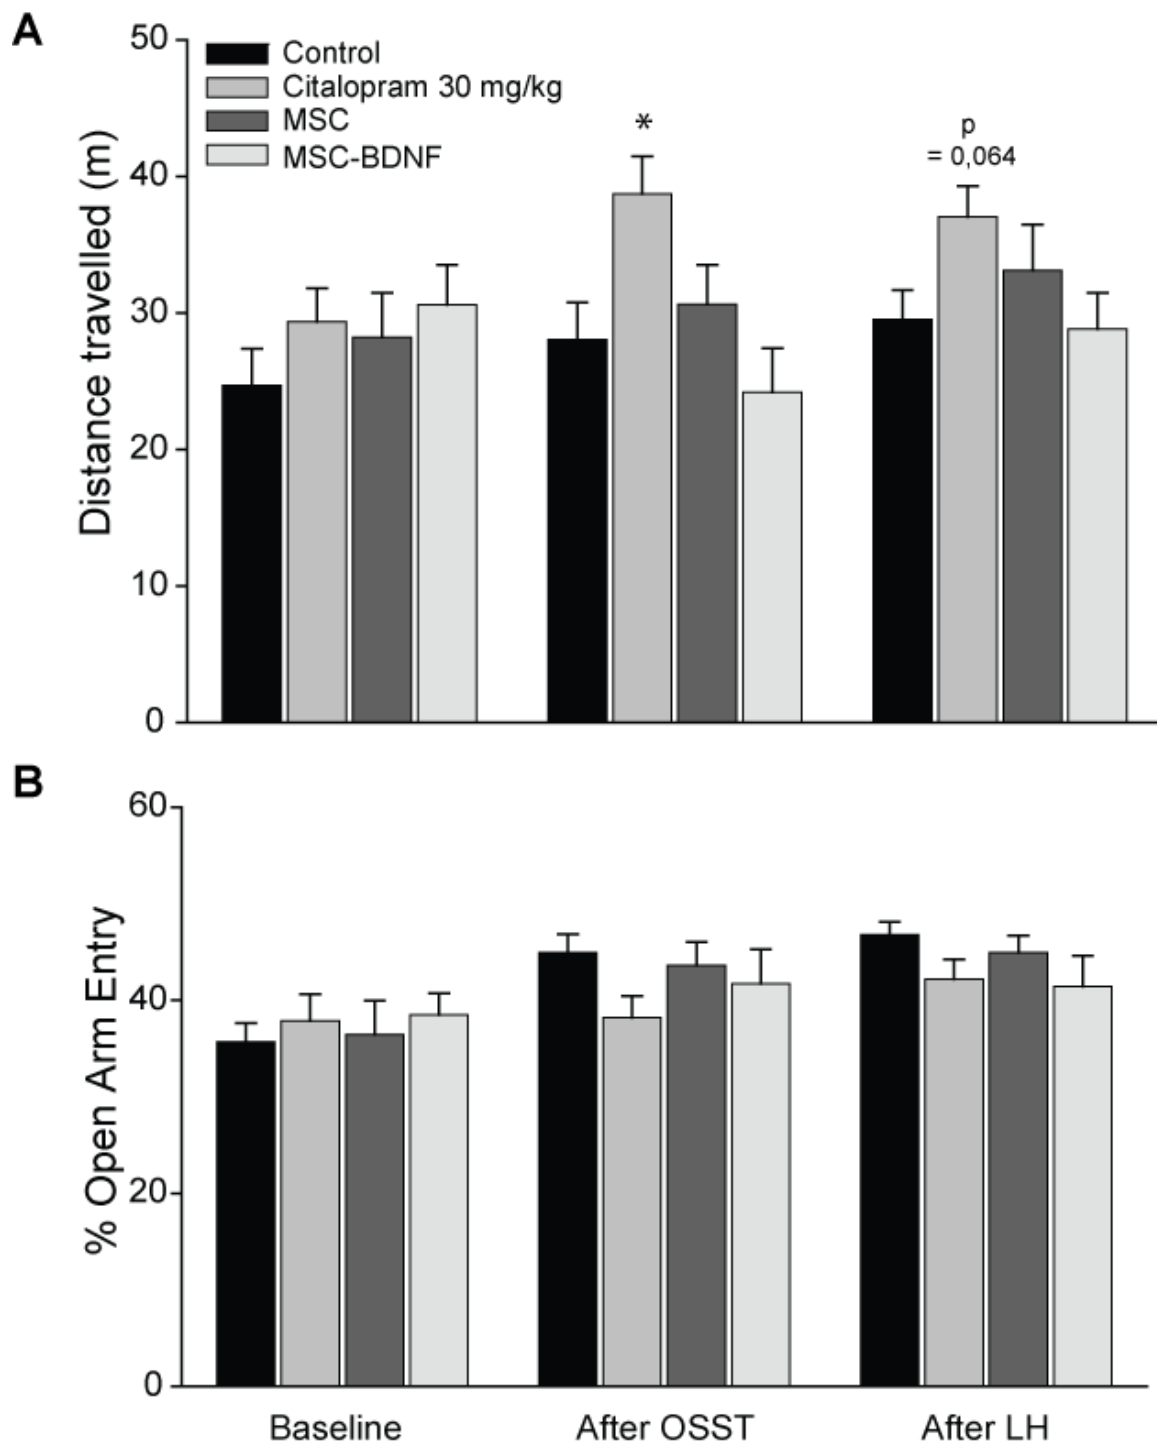 A
50
40
30
20
10
0
Distance travelled (m)
Control
Citalopram 30 mg/kg
MSC
MSC-BDNF
*
p
= 0,064
B
60
40
20
0
% Open Arm Entry
Baseline
After OSST
After LH